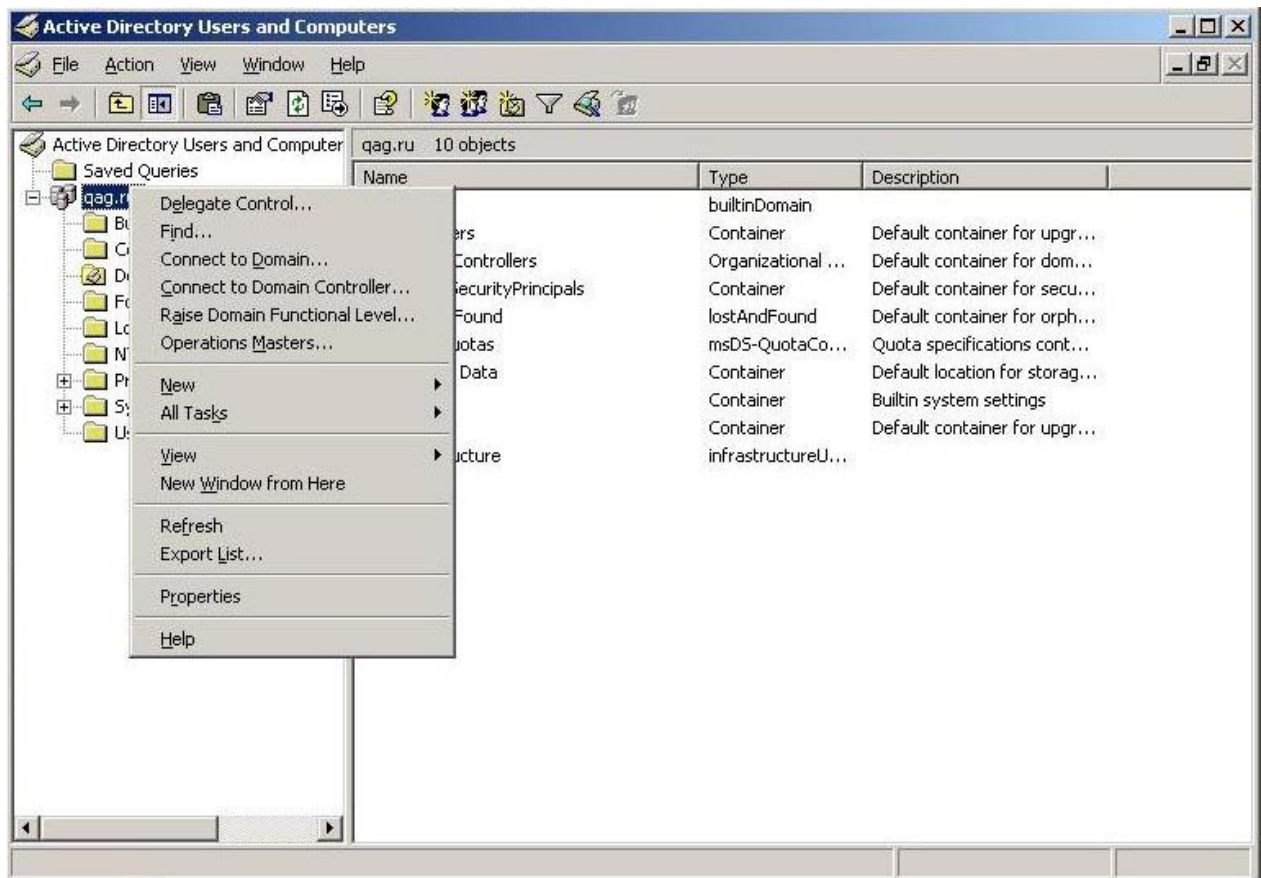 Active Directory Users and Computers
File Action View Window Help
Active Directory Users and Computer
Saved Queries
qag.ru 10 objects
Name Type Description
Delegate Control...
Find...
Connect to Domain...
Connect to Domain Controller...
Raise Domain Functional Level...
Operations Masters...
New
All Tasks
View
New Window from Here
Refresh
Export List...
Properties
Help
builtinDomain
Container Default container for upgr...
Controllers Organizational ... Default container for dom...
SecurityPrincipals Container Default container for secu...
Found lostAndFound Default container for orph...
msDS-QuotaCo... Quota specifications cont...
Data Container Default location for storag...
Container Builtin system settings
Container Default container for upgr...
infrastructureU...